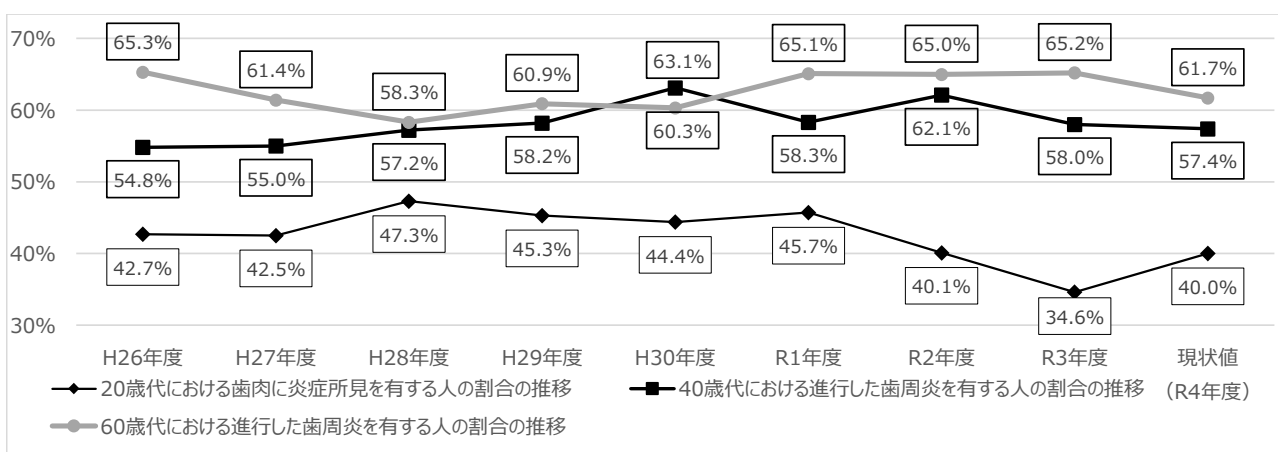 70%
60%
50%
40%
30%
65.3%
61.4%
58.3%
60.9%
63.1%
65.1%
65.0%
65.2%
61.7%
54.8%
55.0%
57.2%
58.2%
60.3%
58.3%
62.1%
58.0%
57.4%
42.7%
42.5%
47.3%
45.3%
44.4%
45.7%
40.1%
34.6%
40.0%
H26年度
H27年度
H28年度
H29年度
H30年度
R1年度
R2年度
R3年度
現状値
(R4年度)
20歳代における歯肉に炎症所見を有する人の割合の推移
40歳代における進行した歯周炎を有する人の割合の推移
60歳代における進行した歯周炎を有する人の割合の推移